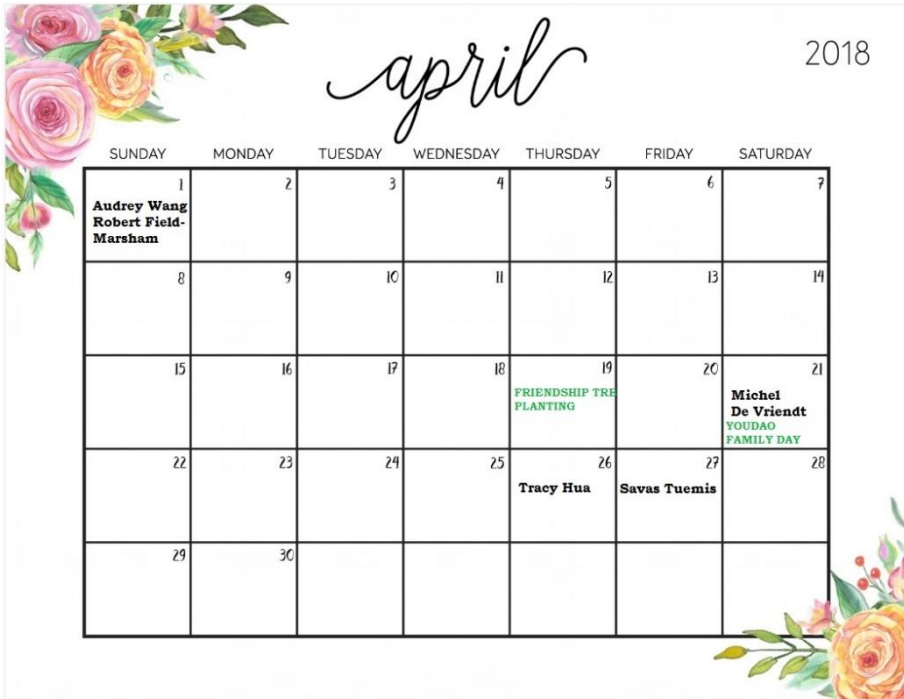 april
2018
SUNDAY MONDAY TUESDAY WEDNESDAY THURSDAY FRIDAY SATURDAY
1 2 3 4 5 6 7
Audrey Wang
Robert Field-
Marsham
8 9 10 11 12 13 14
15 16 17 18 19 20 21
FRIENDSHIP TRE
PLANTING
Michel
De Vriendt
YOUDAO
FAMILY DAY
22 23 24 25 26 27 28
Tracy Hua
Savas Tuemis
29 30